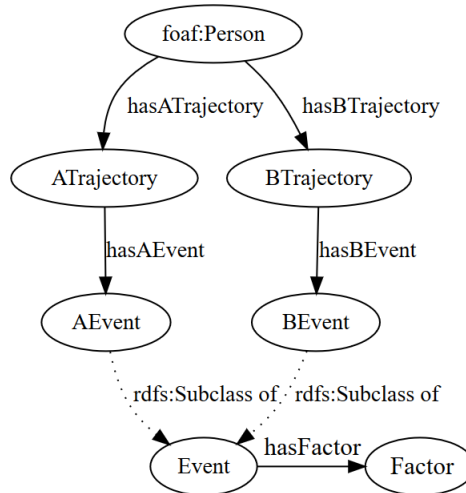 foaf:Person
hasATrajectory
hasBTrajectory
ATrajectory
BTrajectory
hasAEvent
hasBEvent
AEvent
BEvent
rdfs:Subclass of
rdfs:Subclass of
hasFactor
Event
Factor